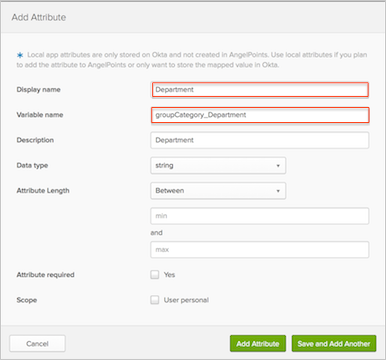 Add Attribute
* Local app attributes are only stored on Okta and not created in AngelPoints. Use local attributes if you plan
to add the attribute to AngelPoints or only want to store the mapped value in Okta.
Display name Department
Variable name groupCategory_Department
Description Department
Data type string
Attribute Length Between
min
and
max
Attribute required Yes
Scope User personal
Cancel Add Attribute Save and Add Another